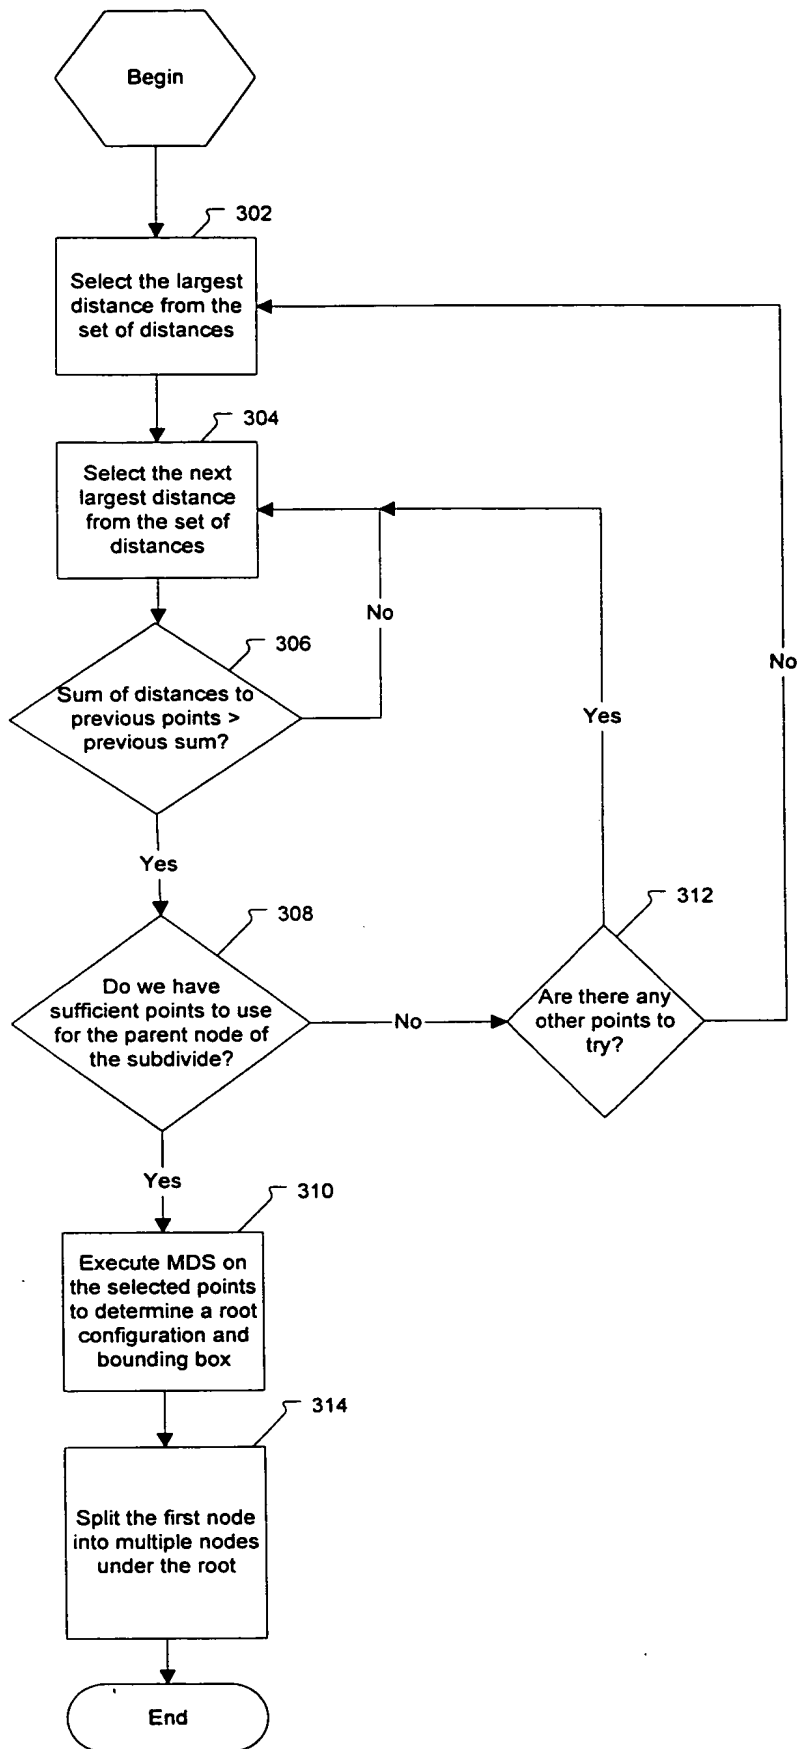 Begin
302
Select the largest
distance from the
set of distances
304
Select the next
largest distance
from the set of
distances
No
306
Sum of distances to
previous points >
previous sum?
No
Yes
Yes
308
312
Do we have
sufficient points to use
for the parent node of
the subdivide?
No
Are there any
other points to
try?
Yes
310
Execute MDS on
the selected points
to determine a root
configuration and
bounding box
314
Split the first node
into multiple nodes
under the root
End